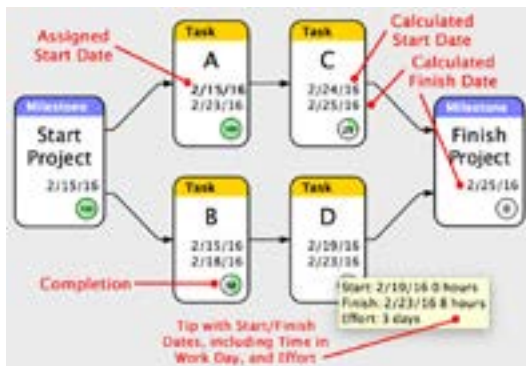 Assigned
Start Date
Task
A
2/15/16
2/23/16
Task
C
2/24/16
2/25/16
Calculated
Start Date
Calculated
Finish Date
Milestone
Start
Project
2/15/16
Milestone
Finish
Project
2/25/16
0
Task
B
2/15/16
2/18/16
Task
D
2/19/16
2/23/16
Completion
Start: 2/19/16 0 hours
Finish: 2/23/16 8 hours
Effort: 3 days
Tip with Start/Finish
Dates, including Time in
Work Day, and Effort